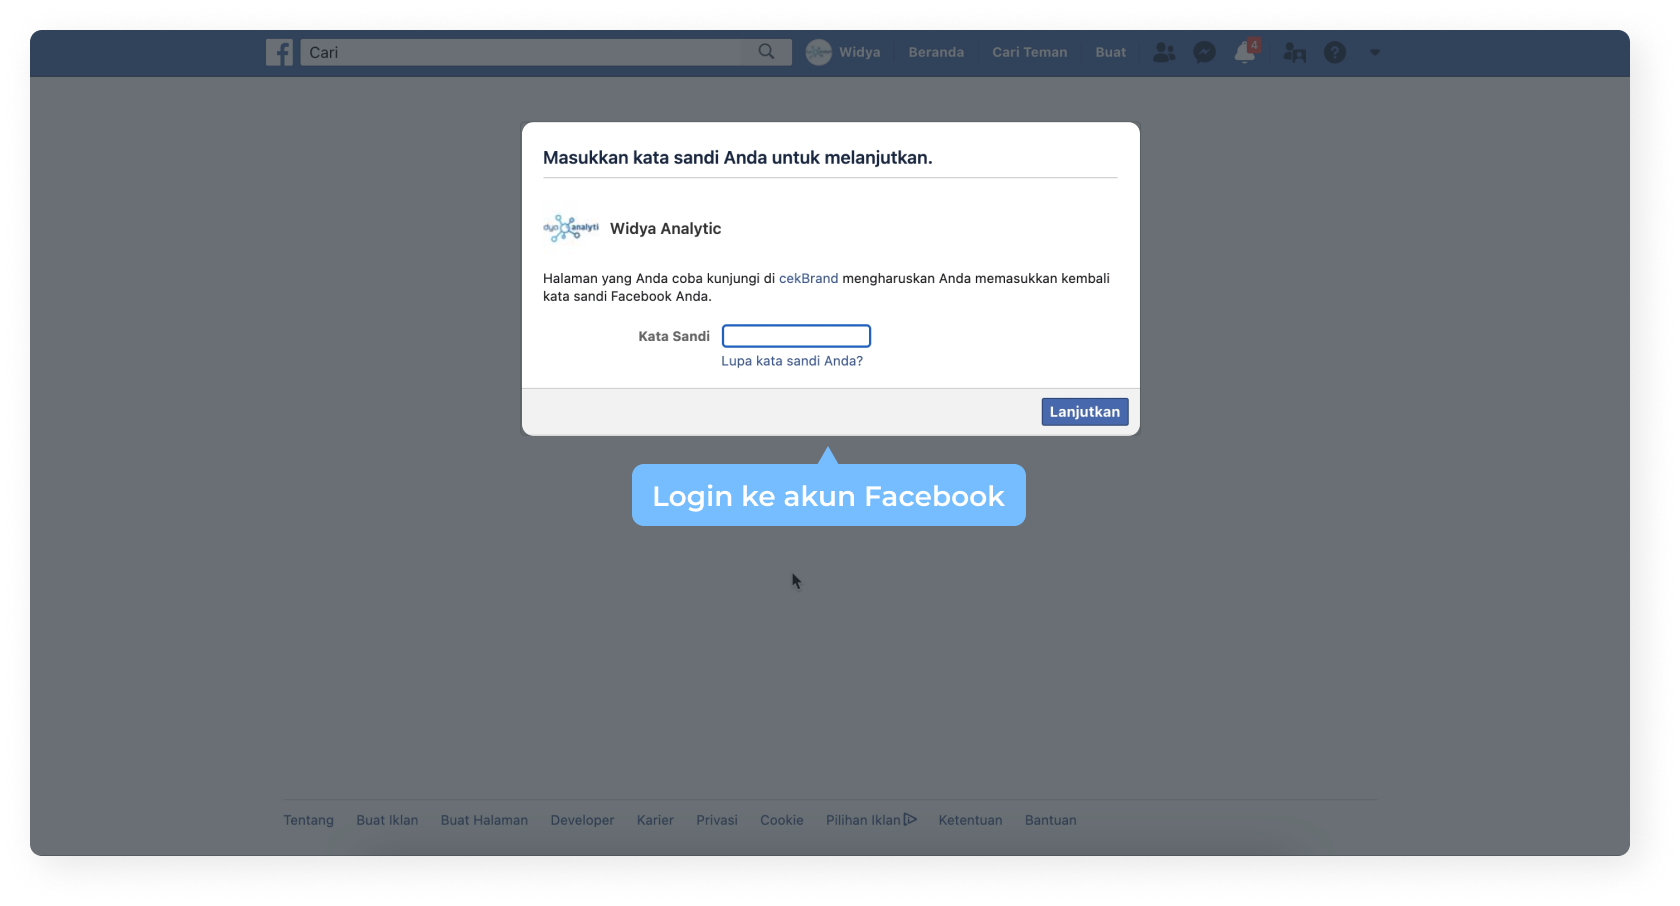 Cari
Widya
Beranda
Cari Teman
Buat
4
Masukkan kata sandi Anda untuk melanjutkan.
dya analyti
Widya Analytic
Halaman yang Anda coba kunjungi di cekBrand mengharuskan Anda memasukkan kembali
kata sandi Facebook Anda.
Kata Sandi
Lupa kata sandi Anda?
Lanjutkan
Login ke akun Facebook
Tentang
Buat Iklan
Buat Halaman
Developer
Karier
Privasi
Cookie
Pilihan Iklan
Ketentuan
Bantuan